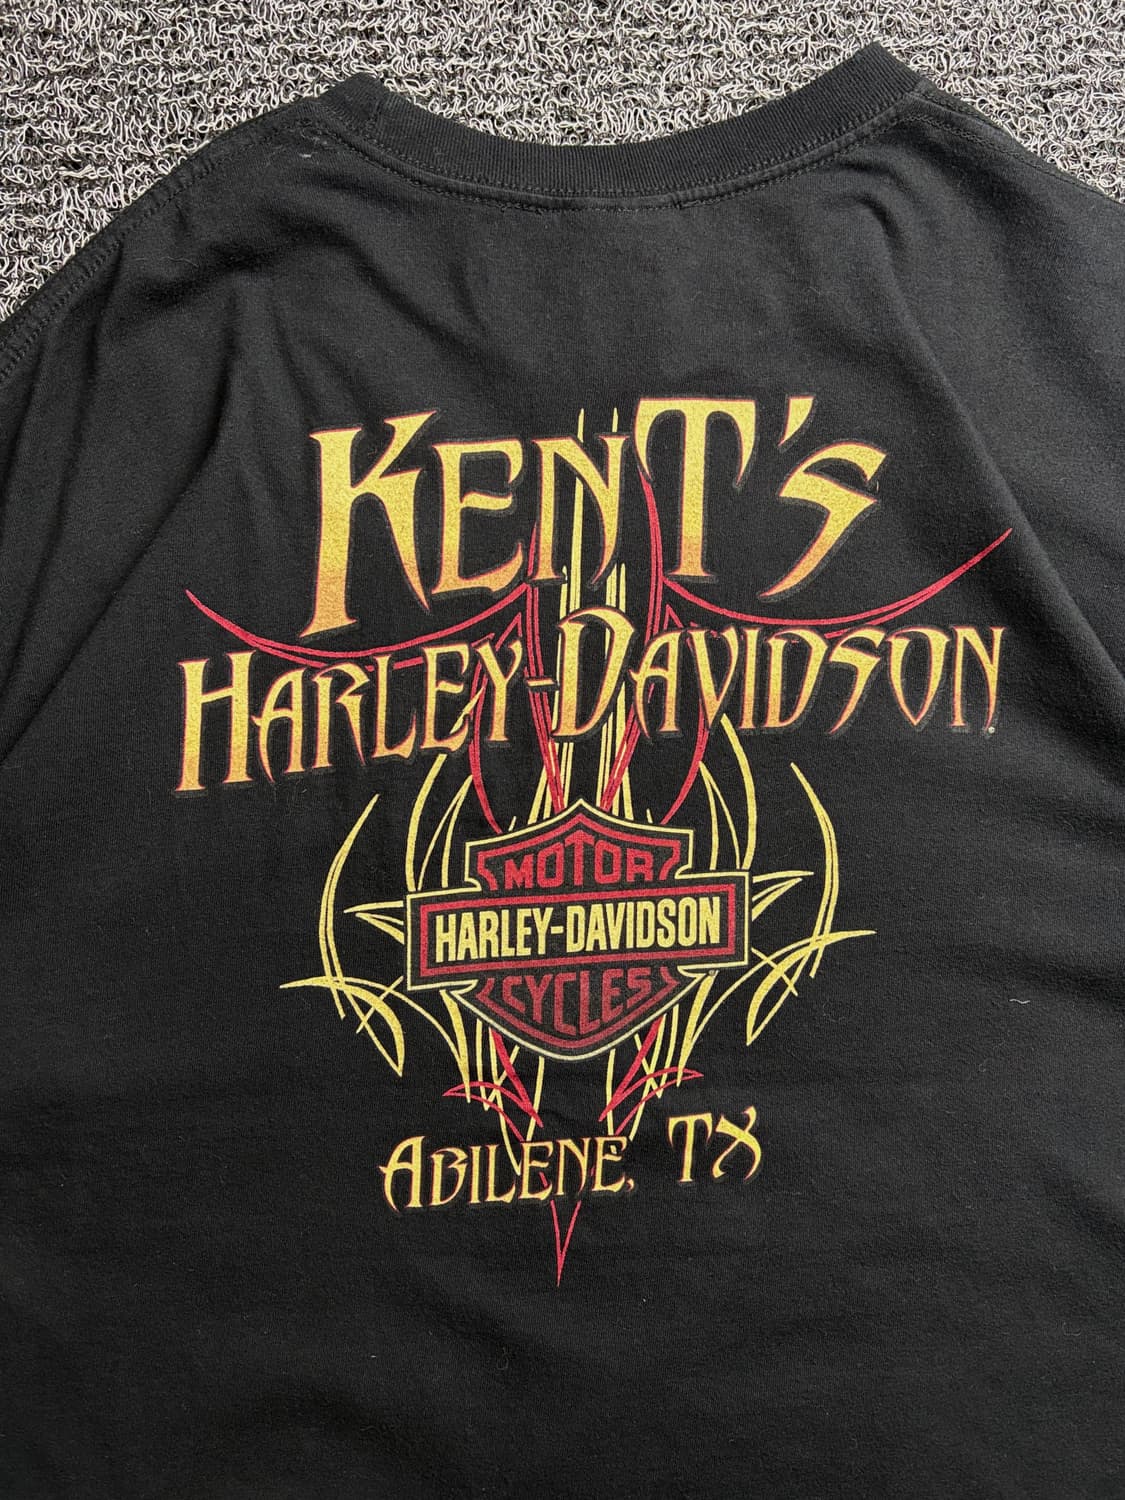 KENT'S
HARLEY-DAVIDSON
MOTOR
HARLEY-DAVIDSON
CYCLES
ABILENE, TX